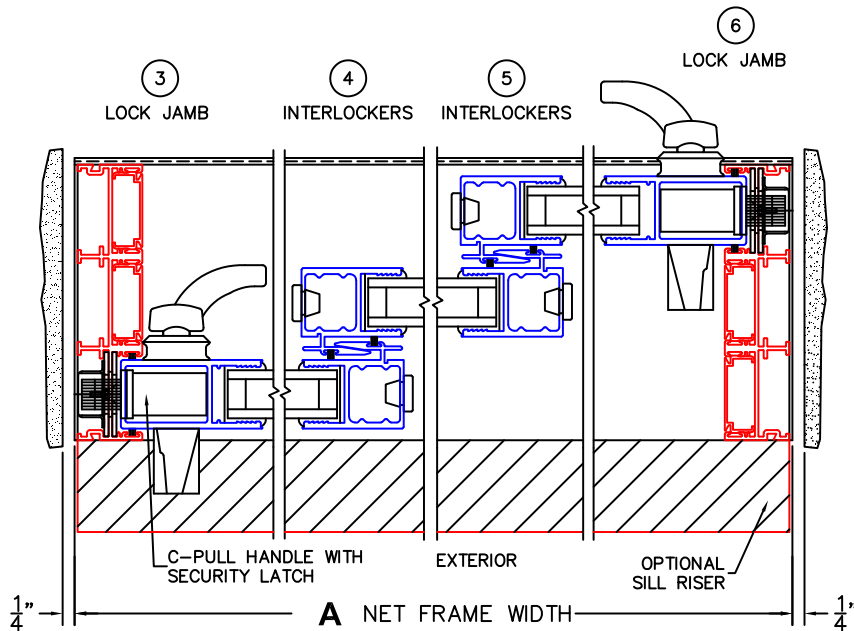 6
LOCK JAMB
3
LOCK JAMB
4
INTERLOCKERS
5
INTERLOCKERS
C-PULL HANDLE WITH
SECURITY LATCH
EXTERIOR
OPTIONAL
SILL RISER
1/4"
A NET FRAME WIDTH
1/4"